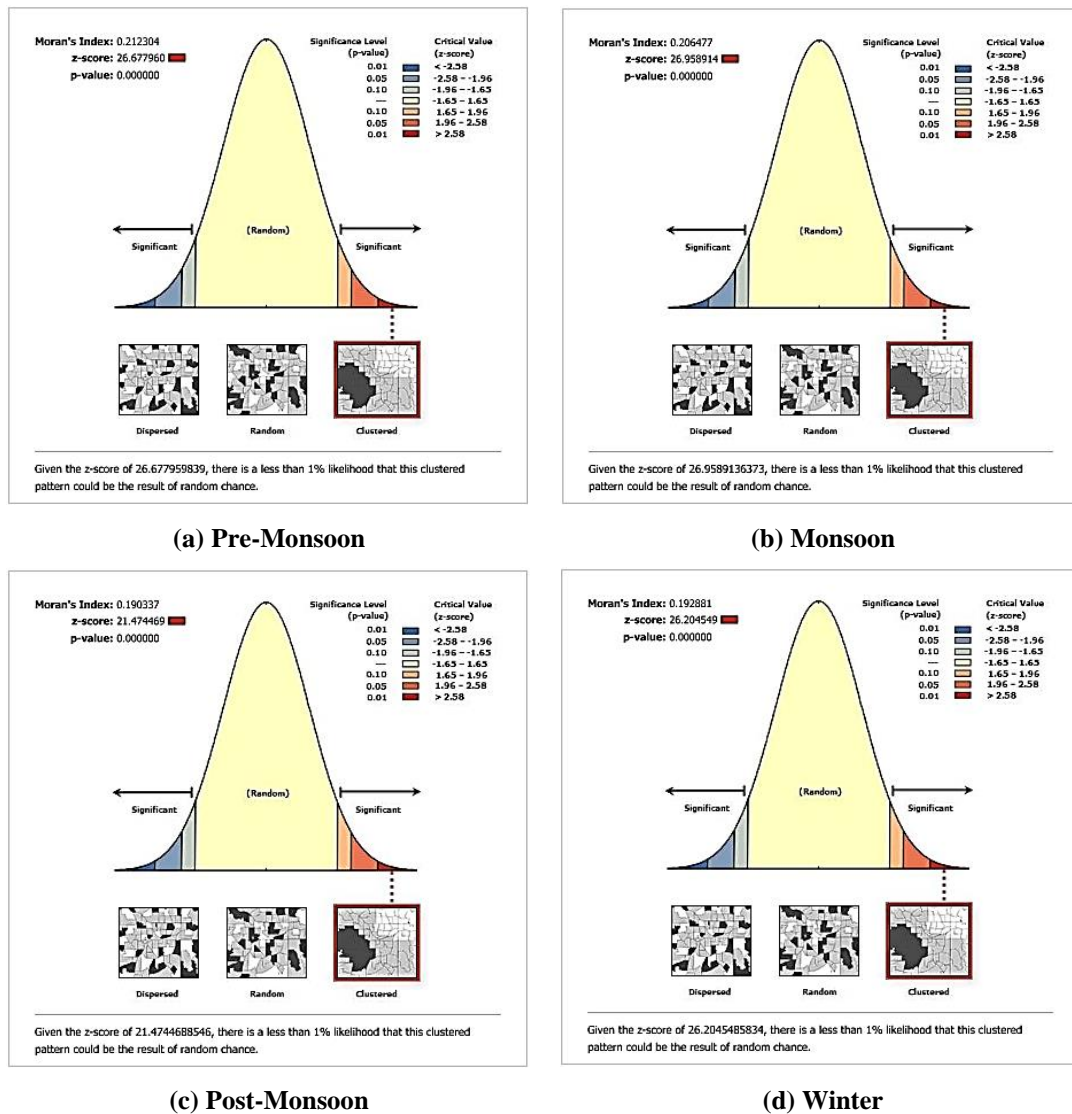 Moran's Index: 0.212304
z-score: 26.677960
p-value: 0.000000
Significance Level
(p-value)
Critical Value
(z-score)
0.01 < -2.58
0.05 -2.58 – -1.96
0.10 -1.96 – -1.65
— -1.65 – 1.65
0.10 1.65 – 1.96
0.05 1.96 – 2.58
0.01 > 2.58
Significant
(Random)
Significant
Dispersed
Random
Clustered
Given the z-score of 26.677959839, there is a less than 1% likelihood that this clustered
pattern could be the result of random chance.
(a) Pre-Monsoon
Moran's Index: 0.206477
z-score: 26.958914
p-value: 0.000000
Significance Level
(p-value)
Critical Value
(z-score)
0.01 < -2.58
0.05 -2.58 – -1.96
0.10 -1.96 – -1.65
— -1.65 – 1.65
0.10 1.65 – 1.96
0.05 1.96 – 2.58
0.01 > 2.58
Significant
(Random)
Significant
Dispersed
Random
Clustered
Given the z-score of 26.9589136373, there is a less than 1% likelihood that this clustered
pattern could be the result of random chance.
(b) Monsoon
Moran's Index: 0.190337
z-score: 21.474469
p-value: 0.000000
Significance Level
(p-value)
Critical Value
(z-score)
0.01 < -2.58
0.05 -2.58 – -1.96
0.10 -1.96 – -1.65
— -1.65 – 1.65
0.10 1.65 – 1.96
0.05 1.96 – 2.58
0.01 > 2.58
Significant
(Random)
Significant
Dispersed
Random
Clustered
Given the z-score of 21.4744688546, there is a less than 1% likelihood that this clustered
pattern could be the result of random chance.
(c) Post-Monsoon
Moran's Index: 0.192881
z-score: 26.204549
p-value: 0.000000
Significance Level
(p-value)
Critical Value
(z-score)
0.01 < -2.58
0.05 -2.58 – -1.96
0.10 -1.96 – -1.65
— -1.65 – 1.65
0.10 1.65 – 1.96
0.05 1.96 – 2.58
0.01 > 2.58
Significant
(Random)
Significant
Dispersed
Random
Clustered
Given the z-score of 26.2045485834, there is a less than 1% likelihood that this clustered
pattern could be the result of random chance.
(d) Winter